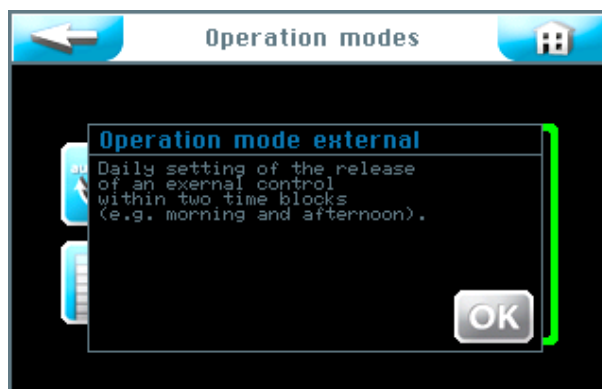 Operation modes
Operation mode external
Daily setting of the release
of an exernal control
within two time blocks
(e.g. morning and afternoon).
OK